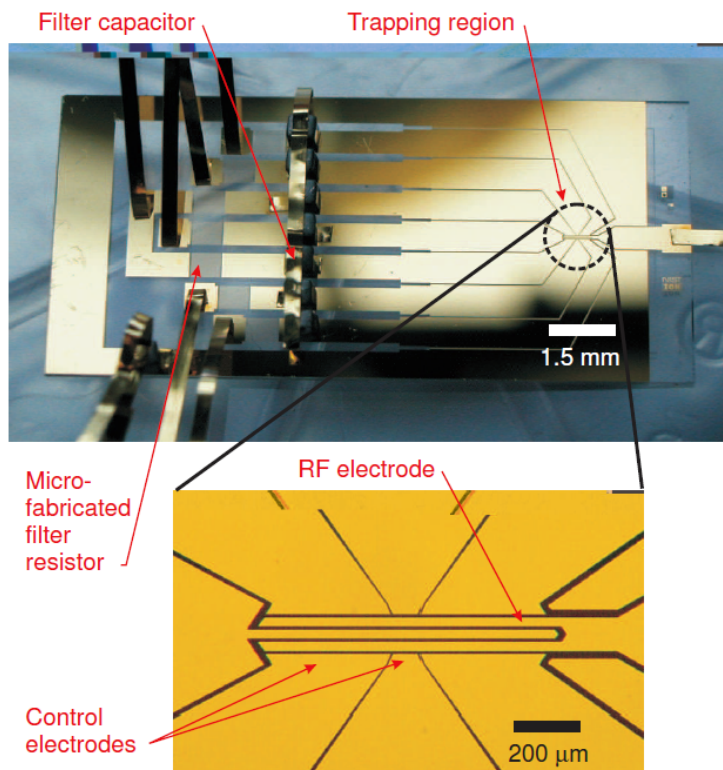 Filter capacitor
Trapping region
1.5 mm
Micro-
fabricated
filter
resistor
RF electrode
Control
electrodes
200 μm